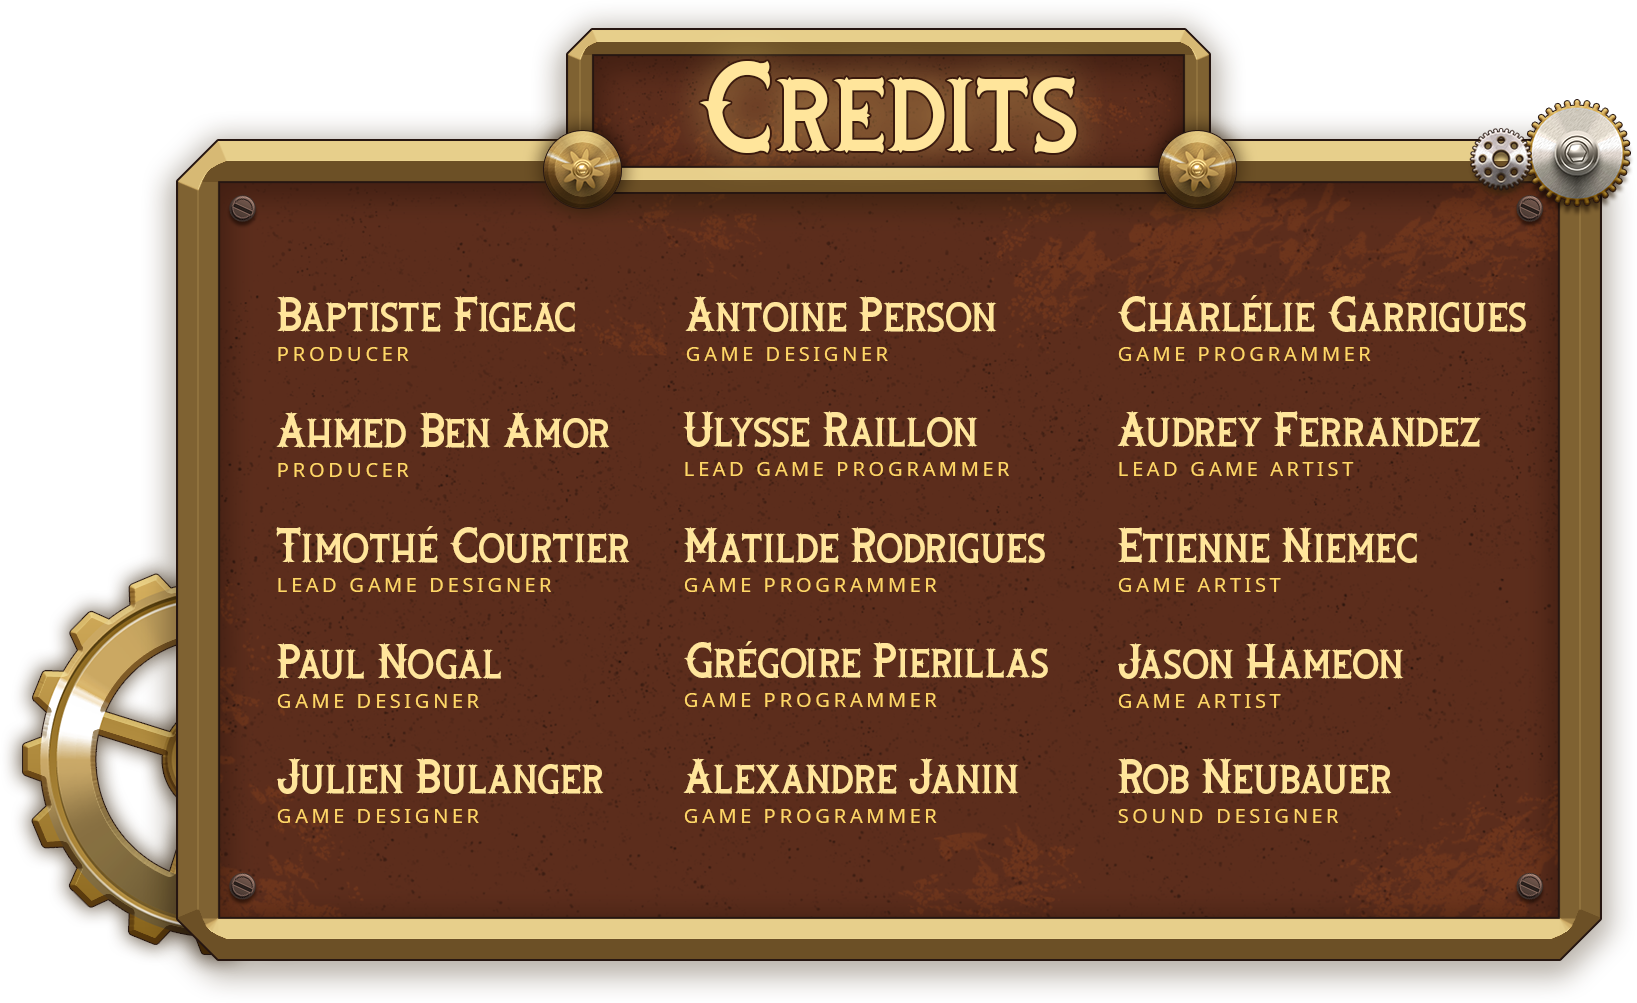 Credits
Baptiste Figeac
PRODUCER
Ahmed Ben Amor
PRODUCER
Timothé Courtier
LEAD GAME DESIGNER
Paul Nogal
GAME DESIGNER
Julien Bulanger
GAME DESIGNER
Antoine Person
GAME DESIGNER
Ulysse Raillon
LEAD GAME PROGRAMMER
Matilde Rodrigues
GAME PROGRAMMER
Grégoire Pierillas
GAME PROGRAMMER
Alexandre Janin
GAME PROGRAMMER
Charlélie Garrigues
GAME PROGRAMMER
Audrey Ferrandez
LEAD GAME ARTIST
Etienne Niemec
GAME ARTIST
Jason Hameon
GAME ARTIST
Rob Neubauer
SOUND DESIGNER